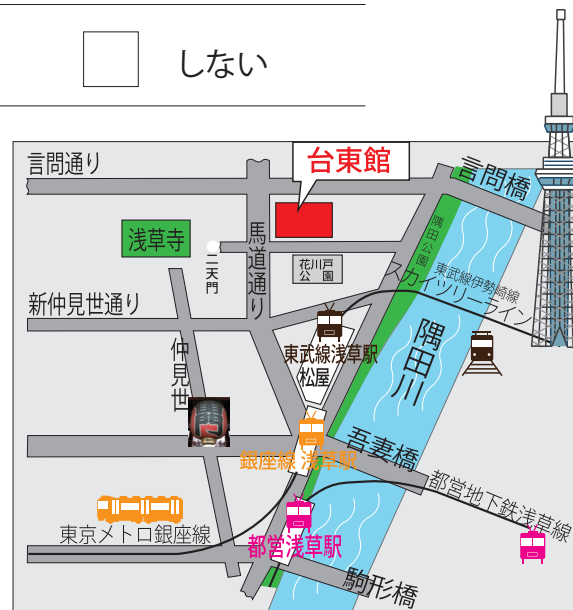 しない
言問通り
台東館
言問橋
浅草寺
二天門
馬道通り
花川戸
公園
隅田公園
東武線伊勢崎線
スカイツリーライン
新仲見世通り
仲見世
東武線浅草駅
松屋
隅田川
吾妻橋
銀座線 浅草駅
都営地下鉄浅草線
東京メトロ銀座線
都営浅草駅
駒形橋